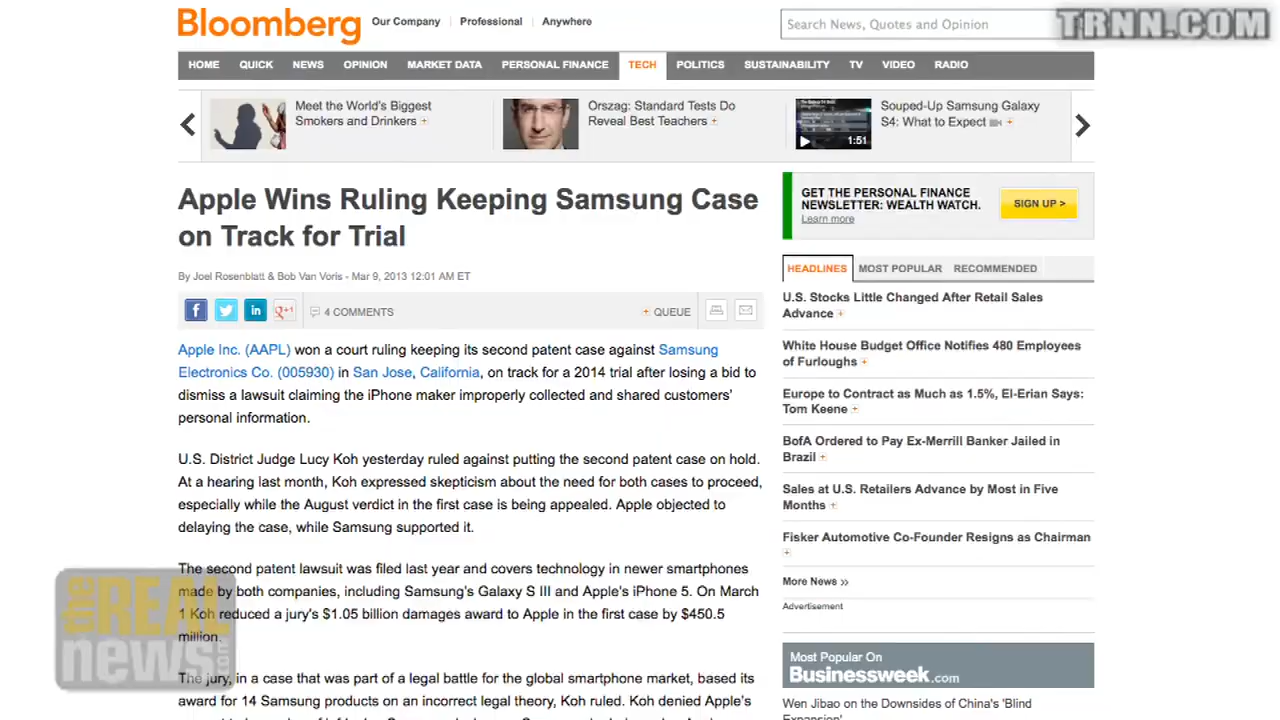 Bloomberg
Our Company | Professional | Anywhere
Search News, Quotes and Opinion
TRNN.COM
HOME QUICK NEWS OPINION MARKET DATA PERSONAL FINANCE TECH POLITICS SUSTAINABILITY TV VIDEO RADIO
Meet the World's Biggest
Smokers and Drinkers +
Orszag: Standard Tests Do
Reveal Best Teachers +
1:51
Souped-Up Samsung Galaxy
S4: What to Expect +
Apple Wins Ruling Keeping Samsung Case
on Track for Trial
By Joel Rosenblatt & Bob Van Voris - Mar 9, 2013 12:01 AM ET
f in g+1 4 COMMENTS + QUEUE
Apple Inc. (AAPL) won a court ruling keeping its second patent case against Samsung
Electronics Co. (005930) in San Jose, California, on track for a 2014 trial after losing a bid to
dismiss a lawsuit claiming the iPhone maker improperly collected and shared customers'
personal information.
U.S. District Judge Lucy Koh yesterday ruled against putting the second patent case on hold.
At a hearing last month, Koh expressed skepticism about the need for both cases to proceed,
especially while the August verdict in the first case is being appealed. Apple objected to
delaying the case, while Samsung supported it.
The second patent lawsuit was filed last year and covers technology in newer smartphones
made by both companies, including Samsung's Galaxy S III and Apple's iPhone 5. On March
1 Koh reduced a jury's $1.05 billion damages award to Apple in the first case by $450.5
million.
The jury, in a case that was part of a legal battle for the global smartphone market, based its
award for 14 Samsung products on an incorrect legal theory, Koh ruled. Koh denied Apple's
GET THE PERSONAL FINANCE
NEWSLETTER: WEALTH WATCH.
Learn more
SIGN UP >
HEADLINES MOST POPULAR RECOMMENDED
U.S. Stocks Little Changed After Retail Sales
Advance +
White House Budget Office Notifies 480 Employees
of Furloughs +
Europe to Contract as Much as 1.5%, El-Erian Says:
Tom Keene +
BofA Ordered to Pay Ex-Merrill Banker Jailed in
Brazil +
Sales at U.S. Retailers Advance by Most in Five
Months +
Fisker Automotive Co-Founder Resigns as Chairman
+
More News »
Advertisement
Most Popular On
Businessweek.com
Wen Jibao on the Downsides of China's 'Blind
Expansion'
the REAL
news.com